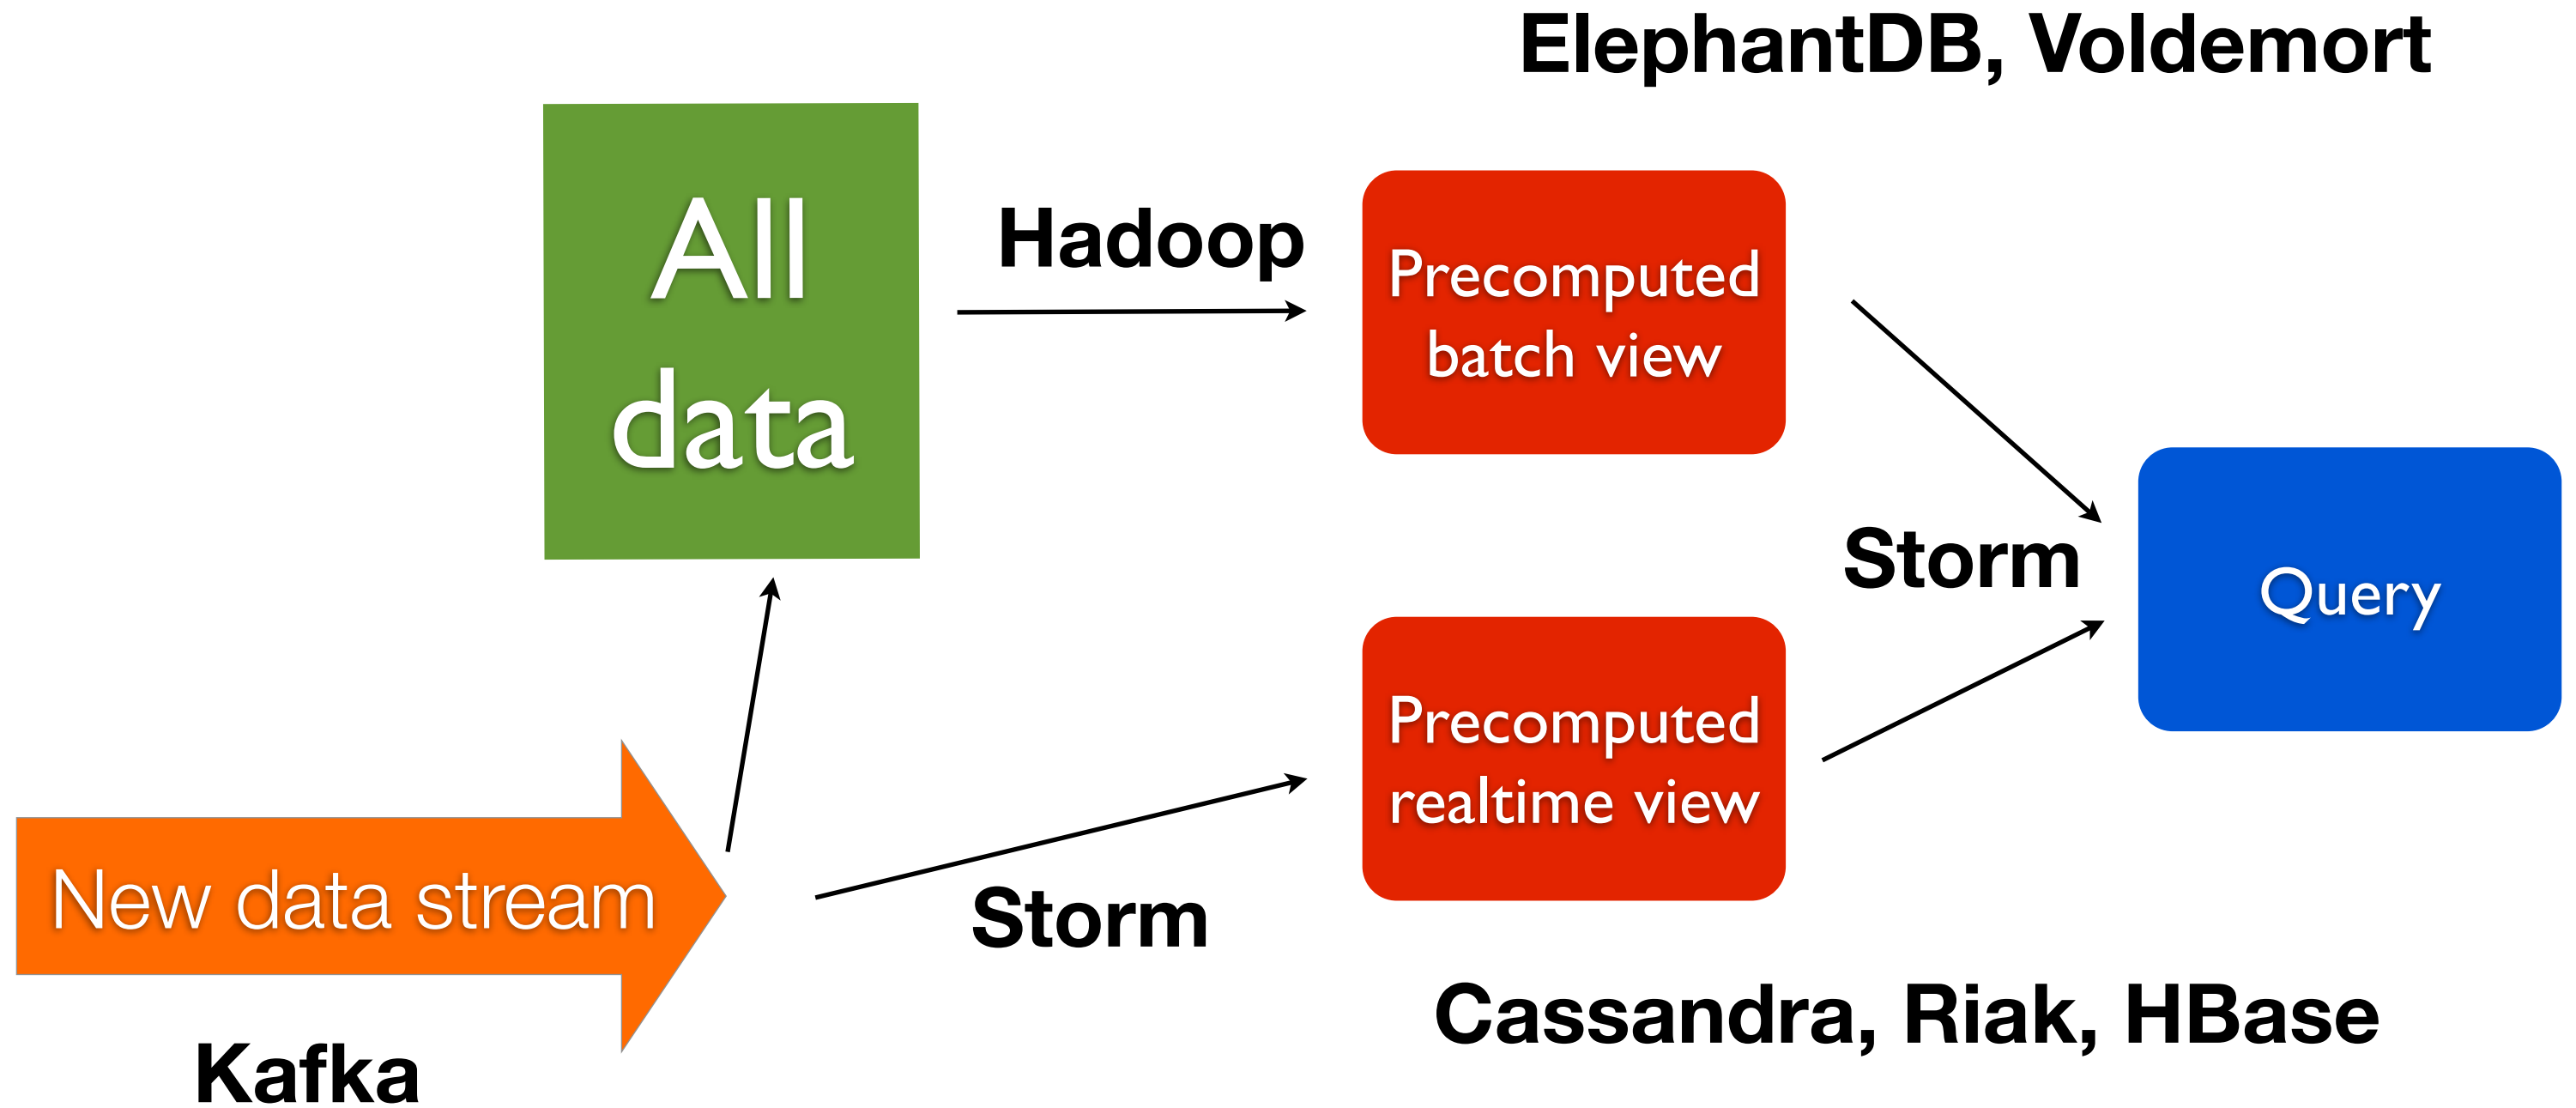 ElephantDB, Voldemort
All
data
Hadoop
Precomputed
batch view
Storm
Query
Precomputed
realtime view
New data stream
Storm
Cassandra, Riak, HBase
Kafka